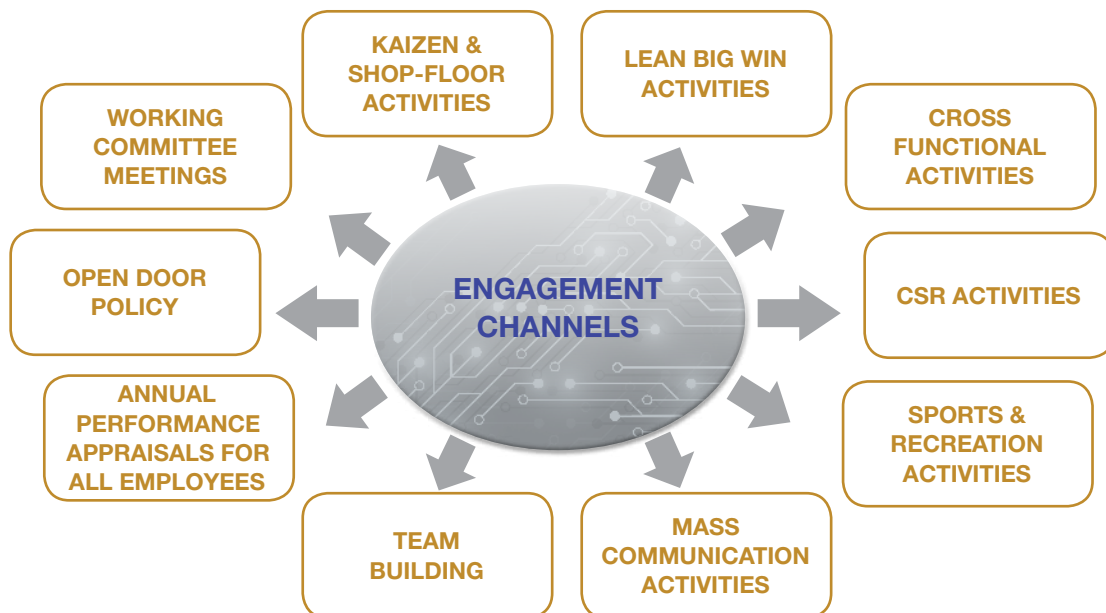 KAIZEN &
SHOP-FLOOR
ACTIVITIES
LEAN BIG WIN
ACTIVITIES
WORKING
COMMITTEE
MEETINGS
CROSS
FUNCTIONAL
ACTIVITIES
OPEN DOOR
POLICY
ENGAGEMENT
CHANNELS
CSR ACTIVITIES
ANNUAL
PERFORMANCE
APPRAISALS FOR
ALL EMPLOYEES
SPORTS &
RECREATION
ACTIVITIES
TEAM
BUILDING
MASS
COMMUNICATION
ACTIVITIES